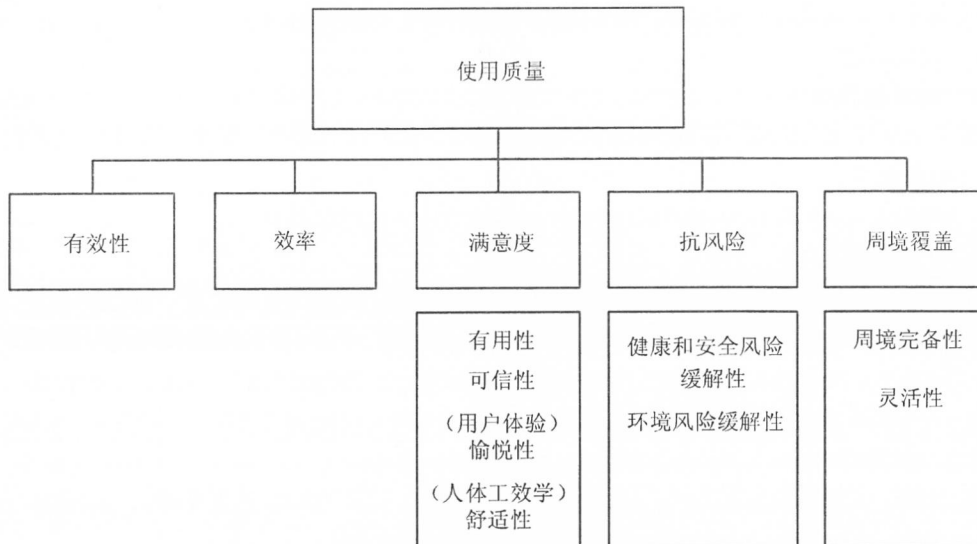 使用质量
有效性
效率
满意度
抗风险
周境覆盖
有用性
可信性
（用户体验）
愉悦性
（人体工效学）
舒适性
健康和安全风险
缓解性
环境风险缓解性
周境完备性
灵活性